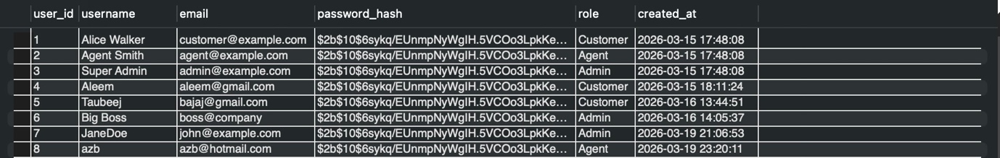 user_id username email password_hash role created_at
1 Alice Walker customer@example.com $2b$10$6sykq/EUnmpNyWgIH.5VCOo3LpkKe... Customer 2026-03-15 17:48:08
2 Agent Smith agent@example.com $2b$10$6sykq/EUnmpNyWgIH.5VCOo3LpkKe... Agent 2026-03-15 17:48:08
3 Super Admin admin@example.com $2b$10$6sykq/EUnmpNyWgIH.5VCOo3LpkKe... Admin 2026-03-15 17:48:08
4 Aleem aleem@gmail.com $2b$10$6sykq/EUnmpNyWgIH.5VCOo3LpkKe... Customer 2026-03-15 18:11:24
5 Taubeej bajaj@gmail.com $2b$10$6sykq/EUnmpNyWgIH.5VCOo3LpkKe... Customer 2026-03-16 13:44:51
6 Big Boss boss@company $2b$10$6sykq/EUnmpNyWgIH.5VCOo3LpkKe... Admin 2026-03-16 14:05:37
7 JaneDoe john@example.com $2b$10$6sykq/EUnmpNyWgIH.5VCOo3LpkKe... Admin 2026-03-19 21:06:53
8 azb azb@hotmail.com $2b$10$6sykq/EUnmpNyWgIH.5VCOo3LpkKe... Agent 2026-03-19 23:20:11